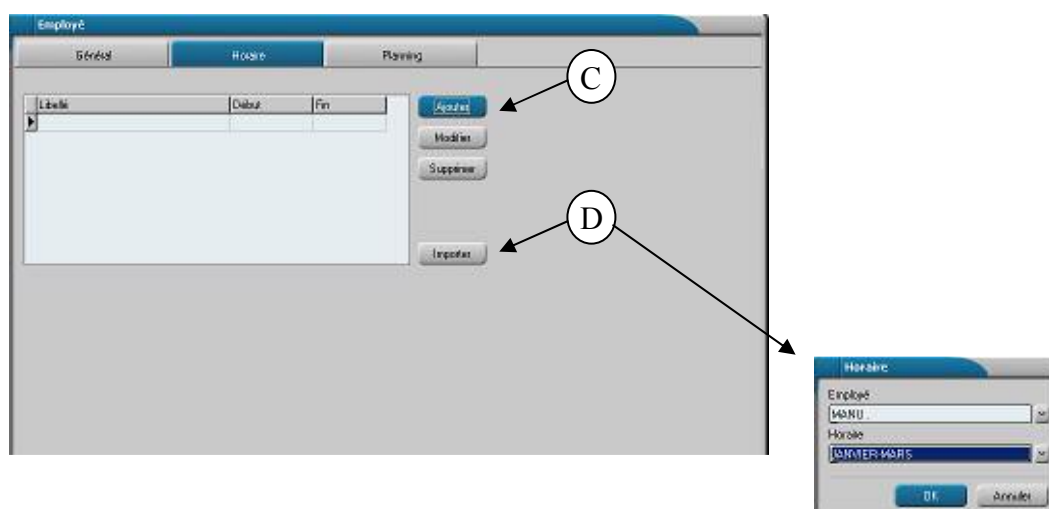 Employé
Général Horaire Planning
C
Libellé Début Fin Ajouter
Modifier
Supprimer
D
Importer
Horaire
Employé
MANU .
Horaire
JANVIER-MARS
OK Annuler